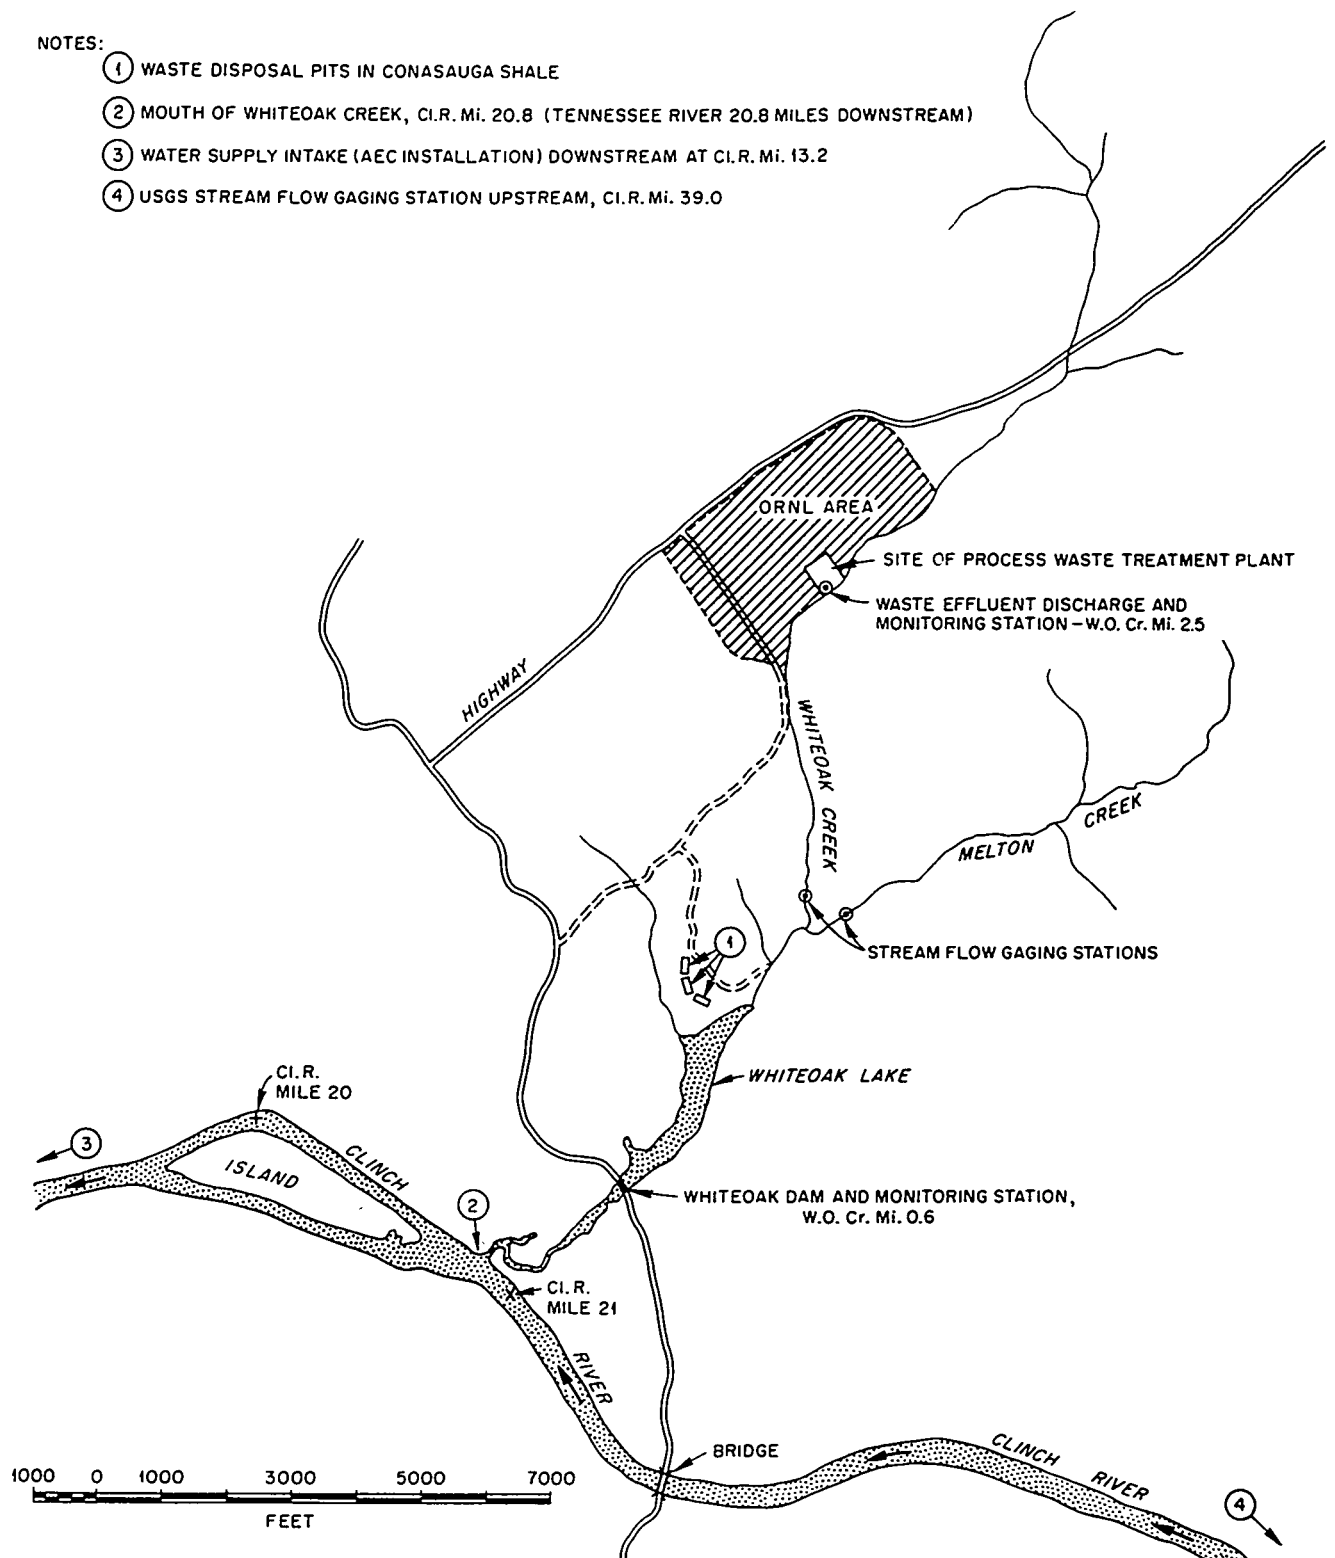 NOTES:
1 WASTE DISPOSAL PITS IN CONASAUGA SHALE
2 MOUTH OF WHITEOAK CREEK, Cl.R. Mi. 20.8 (TENNESSEE RIVER 20.8 MILES DOWNSTREAM)
3 WATER SUPPLY INTAKE (AEC INSTALLATION) DOWNSTREAM AT Cl.R. Mi. 13.2
4 USGS STREAM FLOW GAGING STATION UPSTREAM, Cl.R. Mi. 39.0
ORNL AREA
SITE OF PROCESS WASTE TREATMENT PLANT
WASTE EFFLUENT DISCHARGE AND
MONITORING STATION – W.O. Cr. Mi. 2.5
HIGHWAY
WHITEOAK CREEK
MELTON CREEK
1
STREAM FLOW GAGING STATIONS
WHITEOAK LAKE
Cl.R.
MILE 20
3
ISLAND
CLINCH
2
WHITEOAK DAM AND MONITORING STATION,
W.O. Cr. Mi. 0.6
Cl.R.
MILE 21
RIVER
BRIDGE
CLINCH RIVER
4
1000 0 1000 3000 5000 7000
FEET